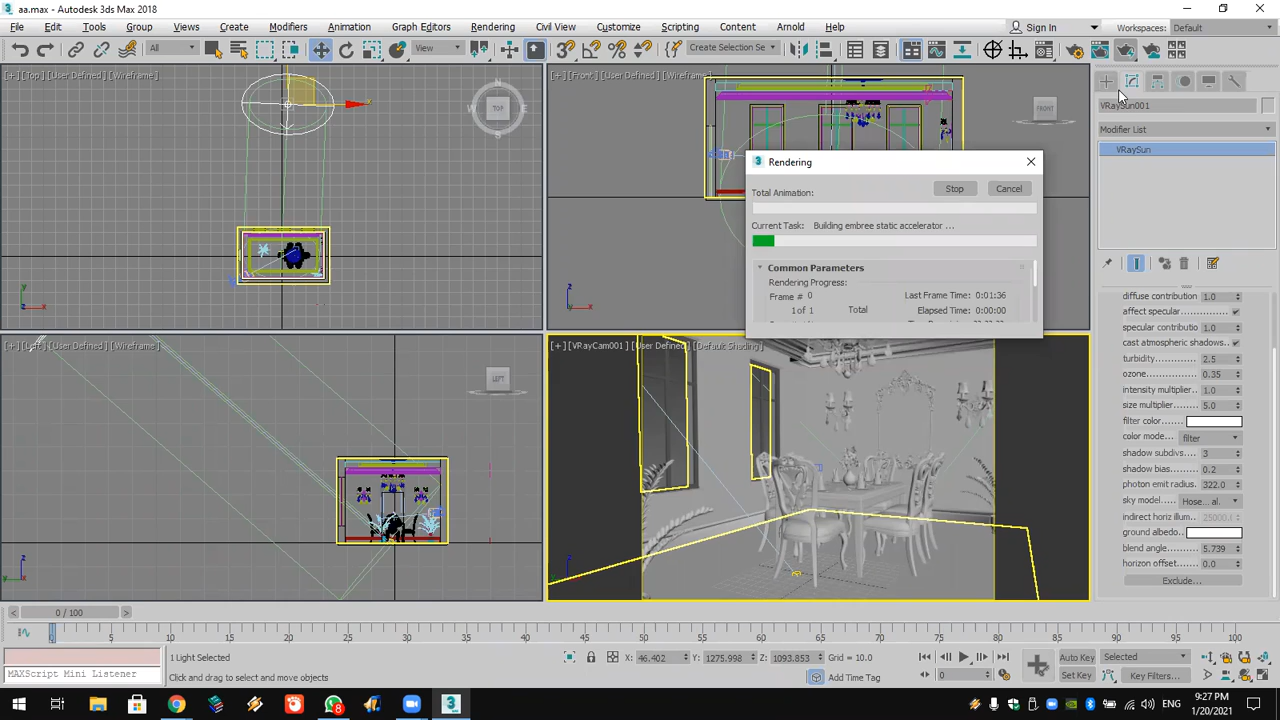 aa.max - Autodesk 3ds Max 2018
File Edit Tools Group Views Create Modifiers Animation Graph Editors Rendering Civil View Customize Scripting Content Arnold Help
Sign In Workspaces: Default
All View Create Selection Se
[+] [Top] [User Defined] [Wireframe]
N
TOP
[+] [Front] [User Defined] [Wireframe]
FRONT
Rendering
Total Animation:
Stop Cancel
Current Task: Building embree static accelerator ...
Common Parameters
Rendering Progress:
Frame # 0 Last Frame Time: 0:01:36
1 of 1 Total Elapsed Time: 0:00:00
[User Defined] [Wireframe]
LEFT
[+] [VRayCam001] [User Defined] [Default Shading]
VRaySun001
Modifier List
VRaySun
diffuse contribution 1.0
affect specular
specular contributio 1.0
cast atmospheric shadows
turbidity 2.5
ozone 0.35
intensity multiplier 1.0
size multiplier 5.0
filter color
color mode filter
shadow subdivs 3
shadow bias 0.2
photon emit radius 322.0
sky model Hose...al.
indirect horiz illum 25000.
ground albedo
blend angle 5.739
horizon offset 0.0
Exclude...
< 0 / 100 >
0 5 10 15 20 25 30 35 40 45 50 55 60 65 70 75 80 85 90 95 100
1 Light Selected
X: 46.402 Y: 1275.998 Z: 1093.853 Grid = 10.0
Auto Key Selected
MAXScript Mini Listener
Click and drag to select and move objects
Add Time Tag
0
Set Key Key Filters...
ENG
9:27 PM
1/20/2021